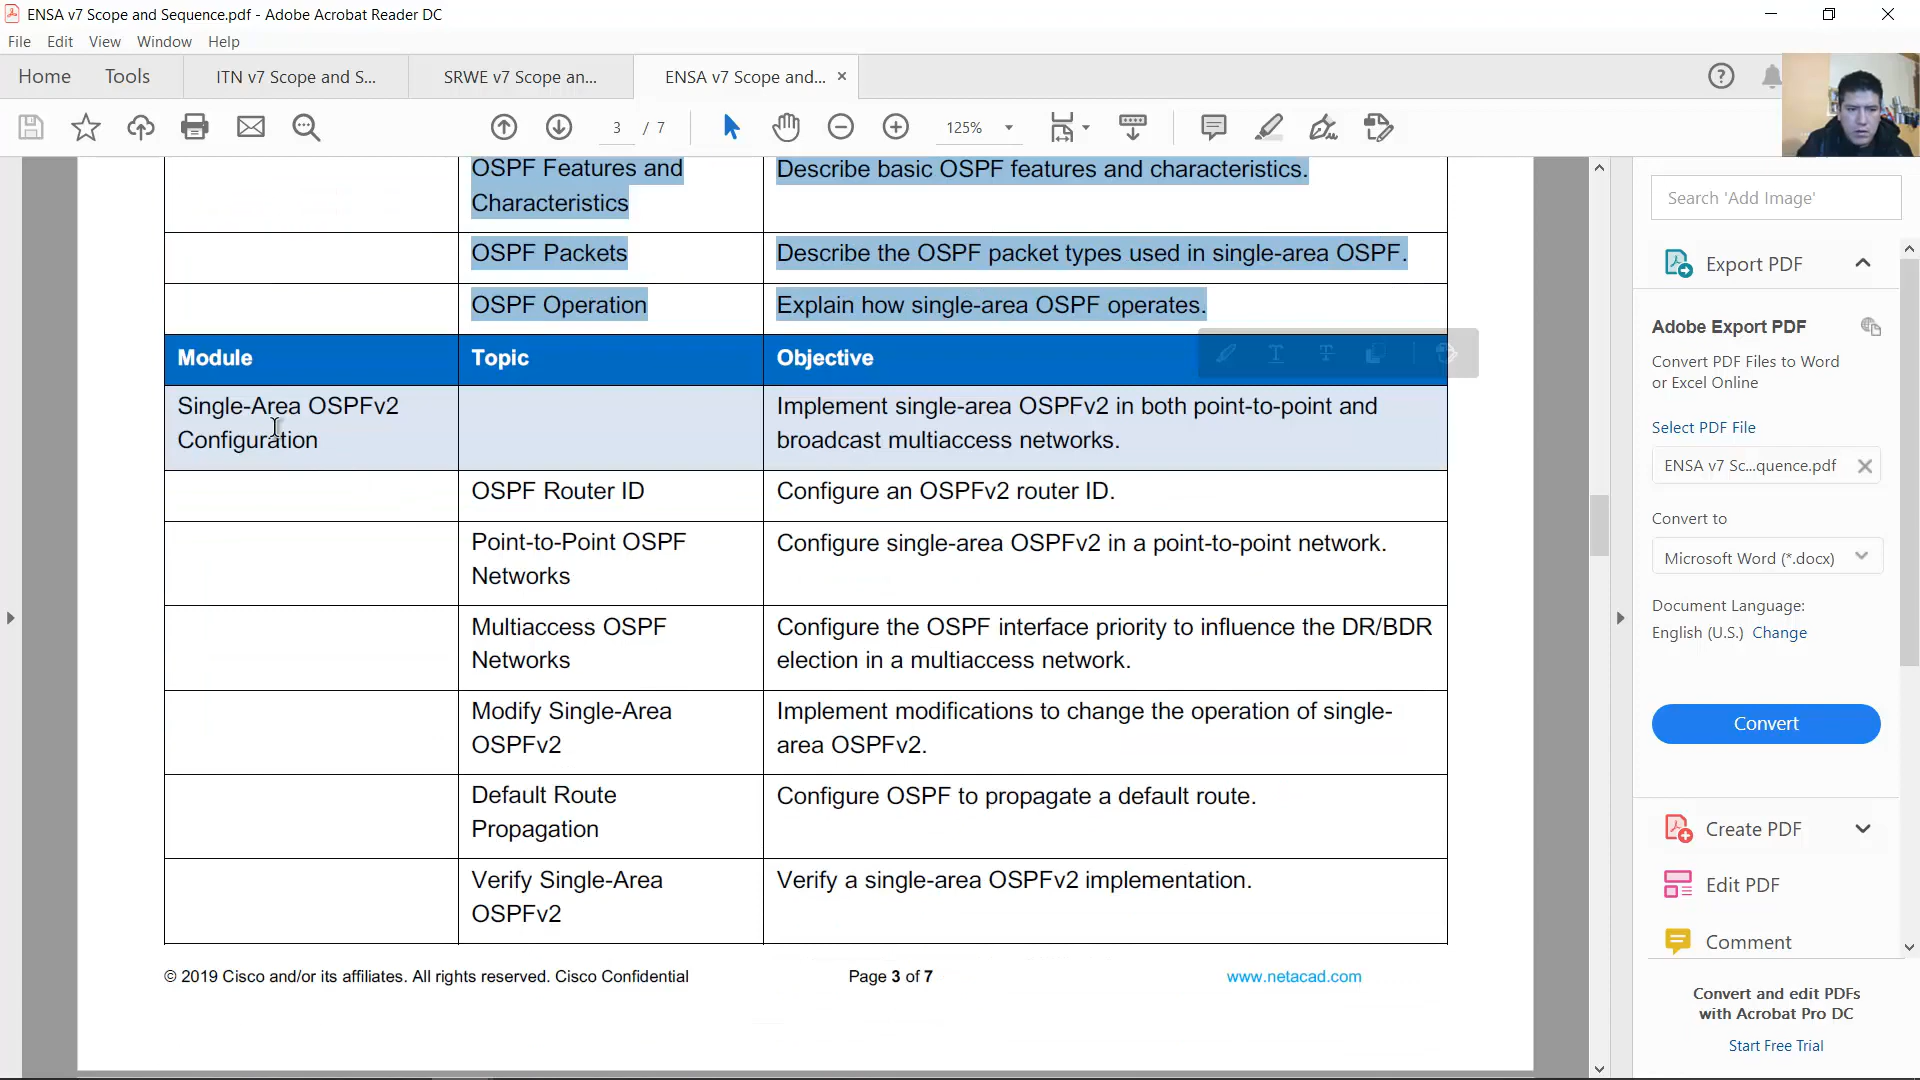 ENSA v7 Scope and Sequence.pdf - Adobe Acrobat Reader DC
File Edit View Window Help
Home Tools ITN v7 Scope and S... SRWE v7 Scope an... ENSA v7 Scope and... ×
3 / 7 125%
OSPF Features and
Characteristics
Describe basic OSPF features and characteristics.
OSPF Packets
Describe the OSPF packet types used in single-area OSPF.
OSPF Operation
Explain how single-area OSPF operates.
Module Topic Objective
Single-Area OSPFv2
Configuration
Implement single-area OSPFv2 in both point-to-point and
broadcast multiaccess networks.
OSPF Router ID
Configure an OSPFv2 router ID.
Point-to-Point OSPF
Networks
Configure single-area OSPFv2 in a point-to-point network.
Multiaccess OSPF
Networks
Configure the OSPF interface priority to influence the DR/BDR
election in a multiaccess network.
Modify Single-Area
OSPFv2
Implement modifications to change the operation of single-
area OSPFv2.
Default Route
Propagation
Configure OSPF to propagate a default route.
Verify Single-Area
OSPFv2
Verify a single-area OSPFv2 implementation.
© 2019 Cisco and/or its affiliates. All rights reserved. Cisco Confidential Page 3 of 7 www.netacad.com
Search 'Add Image'
Export PDF
Adobe Export PDF
Convert PDF Files to Word
or Excel Online
Select PDF File
ENSA v7 Sc...quence.pdf
Convert to
Microsoft Word (*.docx)
Document Language:
English (U.S.) Change
Convert
Create PDF
Edit PDF
Comment
Convert and edit PDFs
with Acrobat Pro DC
Start Free Trial